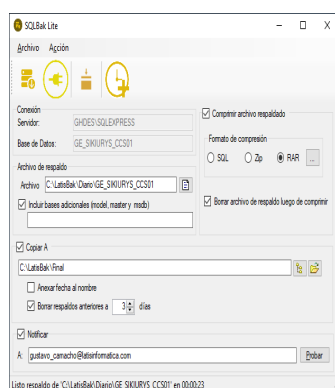 SQLBak Lite
Archivo Acción
Conexión
Servidor: GHDES\SQLEXPRESS
Base de Datos: GE_SIKIURYS_CCS01
Archivo de respaldo
Archivo C:\LatisBak\Diario\GE_SIKIURYS_CCS01
Incluir bases adicionales (model, master y msdb)
Comprimir archivo respaldado
Formato de compresión
SQL Zip RAR ...
Borrar archivo de respaldo luego de comprimir
Copiar A
C:\LatisBak\Final
Anexar fecha al nombre
Borrar respaldos anteriores a 3 días
Notificar
A: gustavo_camacho@latisinformatica.com Probar
Listo respaldo de 'C:\LatisBak\Diario\GE_SIKIURYS_CCS01' en 00:00:23